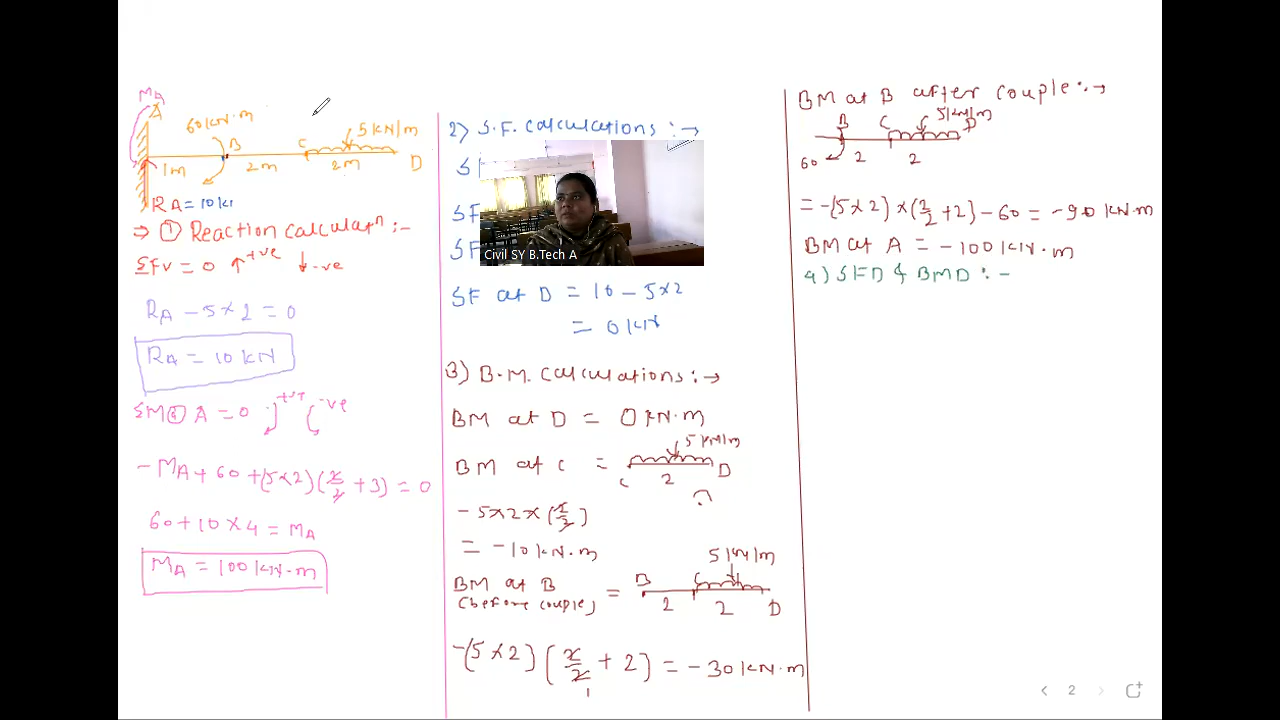 MA
A
60 kN·m
B
C
5 kN/m
D
1m
2m
2m
RA = 10 kN
⇒ ① Reaction calculatn :-
ΣFV = 0 ↑+ve ↓-ve
RA - 5×2 = 0
RA = 10 kN
ΣM @ A = 0 +ve -ve
- MA + 60 + (5×2) (2/2 + 3) = 0
60 + 10 × 4 = MA
MA = 100 kN·m
2) S.F. calculations : →
SF
SF
SF at D = 10 - 5×2
= 0 kN
3) B.M. calculations : →
BM at D = 0 kN·m
BM at C =
5 kN/m
C
2
D
- 5×2×(2/2)
= -10 kN·m
BM at B
(before couple)
=
5 kN/m
B
C
2
2
D
-(5×2) (2/2 + 2) = -30 kN·m
1
BM at B after couple : →
B
C
5 kN/m
D
60
2
2
= -(5×2) × (2/2 + 2) - 60 = -90 kN·m
BM at A = -100 kN·m
4) SFD & BMD : -
Civil SY B.Tech A
2